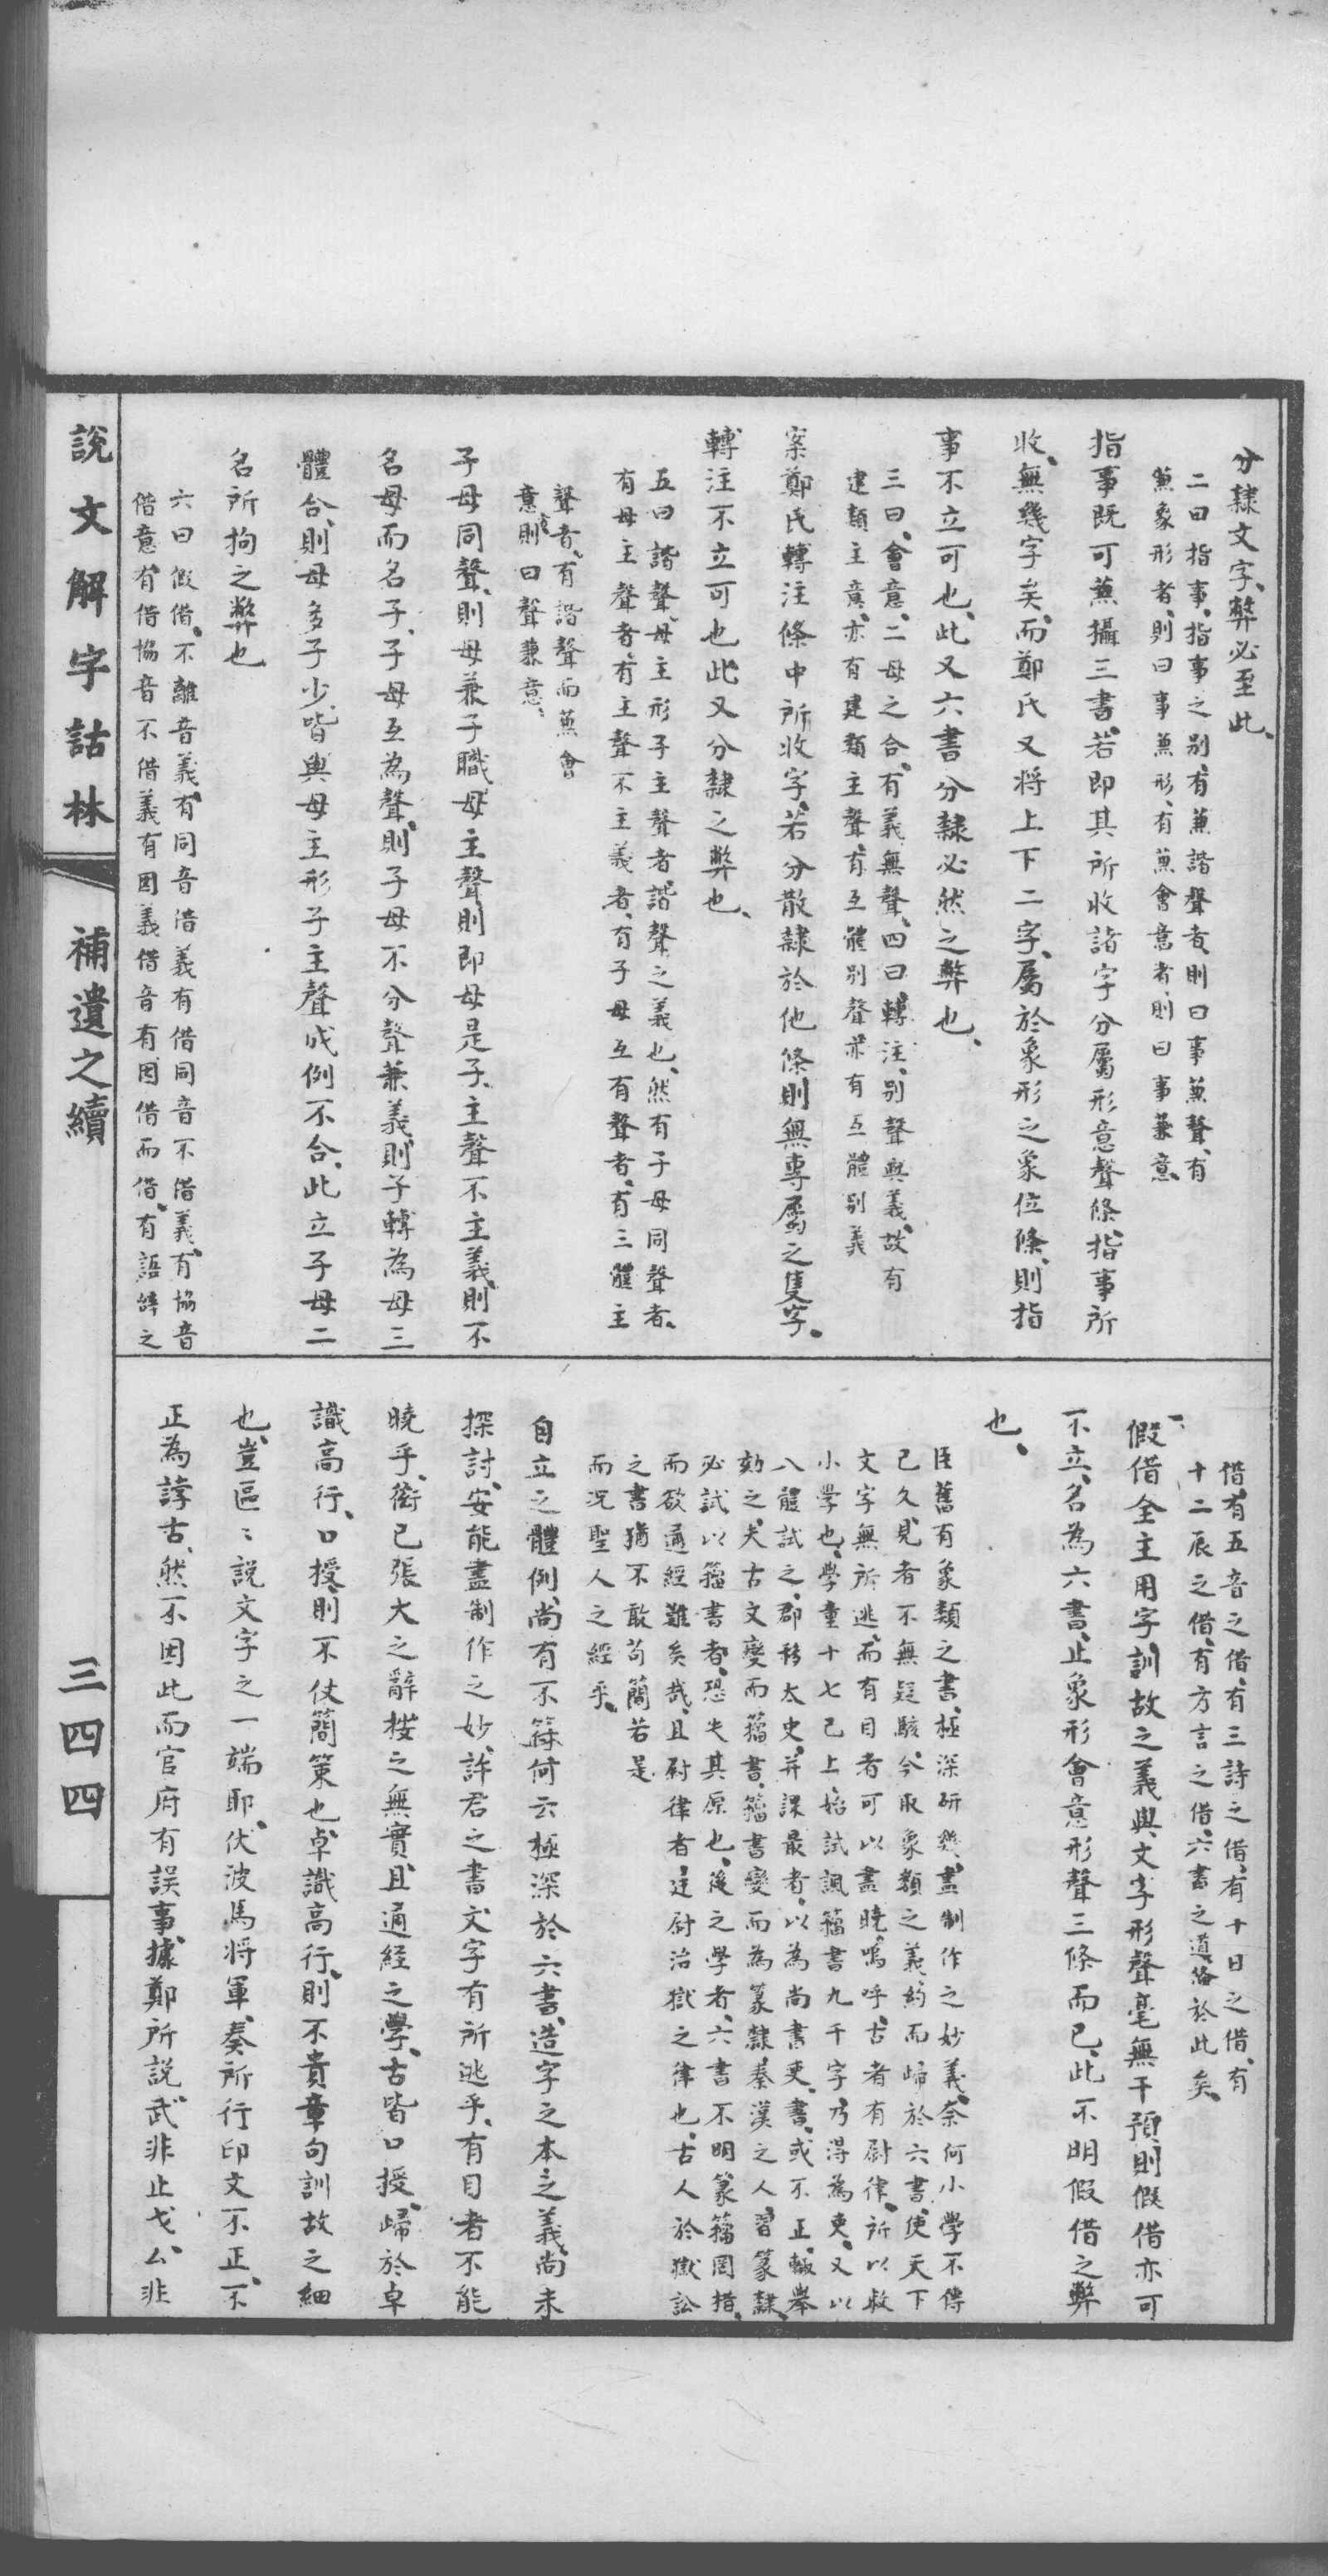 分隸文字、弊必至此、
二曰指事、指事之別、有兼諧聲者、則曰事兼聲、有
兼象形者、則曰事兼形、有兼會意者、則曰事兼意、
指事既可兼攝三書、若即其所收諸字分屬形意聲條、指事所
收、無幾字矣、而鄭氏又將上下二字、屬於象形之象位條、則指
事不立可也、此又六書分隸必然之弊也、
三曰、會意、二母之合、有義無聲、四曰、轉注、別聲與義、故有
建類主意、亦有建類主聲、有互體別聲、亦有互體別義
案鄭氏轉注條中所收字、若分散隸於他條則無專屬之隻字、
轉注不立可也此又分隸之弊也、
五曰諧聲、母主形子主聲者、諧聲之義也、然有子母同聲者、
有母主聲者、有主聲不主義者、有子母互有聲者、有三體主
聲者、有諧聲而兼會
意、則曰聲兼意、
子母同聲、則母兼子職、母主聲、則即母是子、主聲不主義、則不
名母而名子、子母互為聲、則子母不分、聲兼義、則子轉為母、三
體合、則母多子少、皆與母主形子主聲成例不合、此立子母二
名所拘之弊也
六曰假借、不離音義、有同音借義有借同音不借義、有協音
借意、有借協音不借義有因義借音有因借而借、有語辭之
借、有五音之借、有三詩之借、有十日之借、有
十二辰之借、有方言之借、六書之道備於此矣、
假借全主用字訓故之義、與文字形聲毫無干預、則假借亦可
不立、名為六書、止象形會意形聲三條而已、此不明假借之弊
也、
臣舊有象類之書、極深研幾、盡制作之妙義、奈何小學不傳
已久、見者不無疑駭、今取象類之義、約而歸於六書、使天下
文字無所逃、而有目者可以盡曉、嗚呼、古者有尉律、所以敕
小學也、學童十七已上、始試諷籀書九千字、乃得為吏、又以
八體試之、郡移太史、并課最者、以為尚書吏、書、或不正、輒舉
劾之、夫古文變而籀書、籀書變而為篆隸、秦漢之人、習篆隸、
必試以籀書者、恐失其原也、後之學者、六書不明、篆籀罔措、
而欲通經難矣哉、且尉律者、廷尉治獄之律也、古人於獄訟
之書猶不敢苟簡若是
而況聖人之經乎、
自立之體例、尚有不符何云極深於六書、造字之本之義、尚未
探討、安能盡制作之妙、許君之書、文字有所逃乎、有目者不能
曉乎、衒已張大之辭、按之無實、且通經之學、古皆口授、歸於卓
識高行、口授、則不仗簡策也、卓識高行、則不貴章句訓故之細
也、豈區〻說文字之一端耶、伏波馬將軍、奏所行印文不正、不
正為誖古、然不因此而官府有誤事、據鄭所說、武、非止戈、厶、非
說文解字詁林 補遺之續 三四四